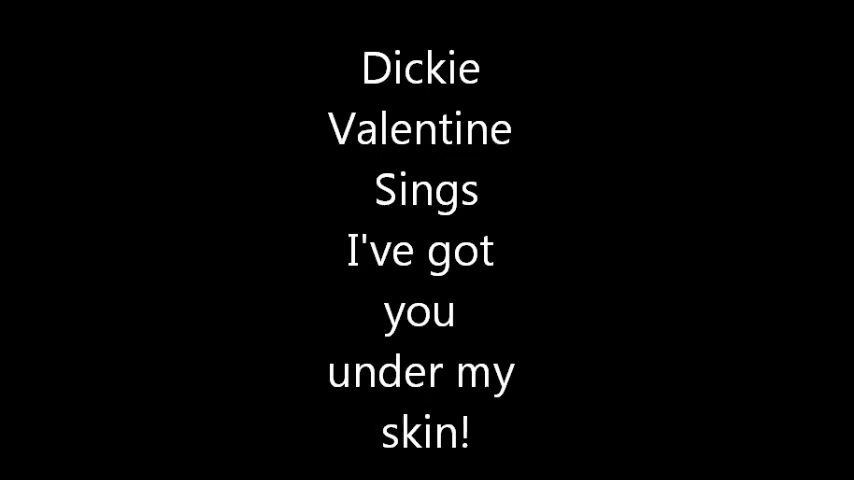 Dickie
Valentine
Sings
I've got
you
under my
skin!